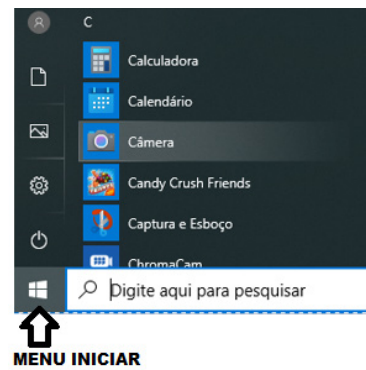 C
Calculadora
Calendário
Câmera
Candy Crush Friends
Captura e Esboço
ChromaCam
Digite aqui para pesquisar
MENU INICIAR